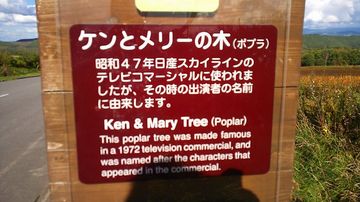 ケンとメリーの木(ポプラ)
昭和47年日産スカイラインの
テレビコマーシャルに使われま
したが、その時の出演者の名前
に由来します。
Ken & Mary Tree (Poplar)
This poplar tree was made famous
in a 1972 television commercial, and
was named after the characters that
appeared in the commercial.